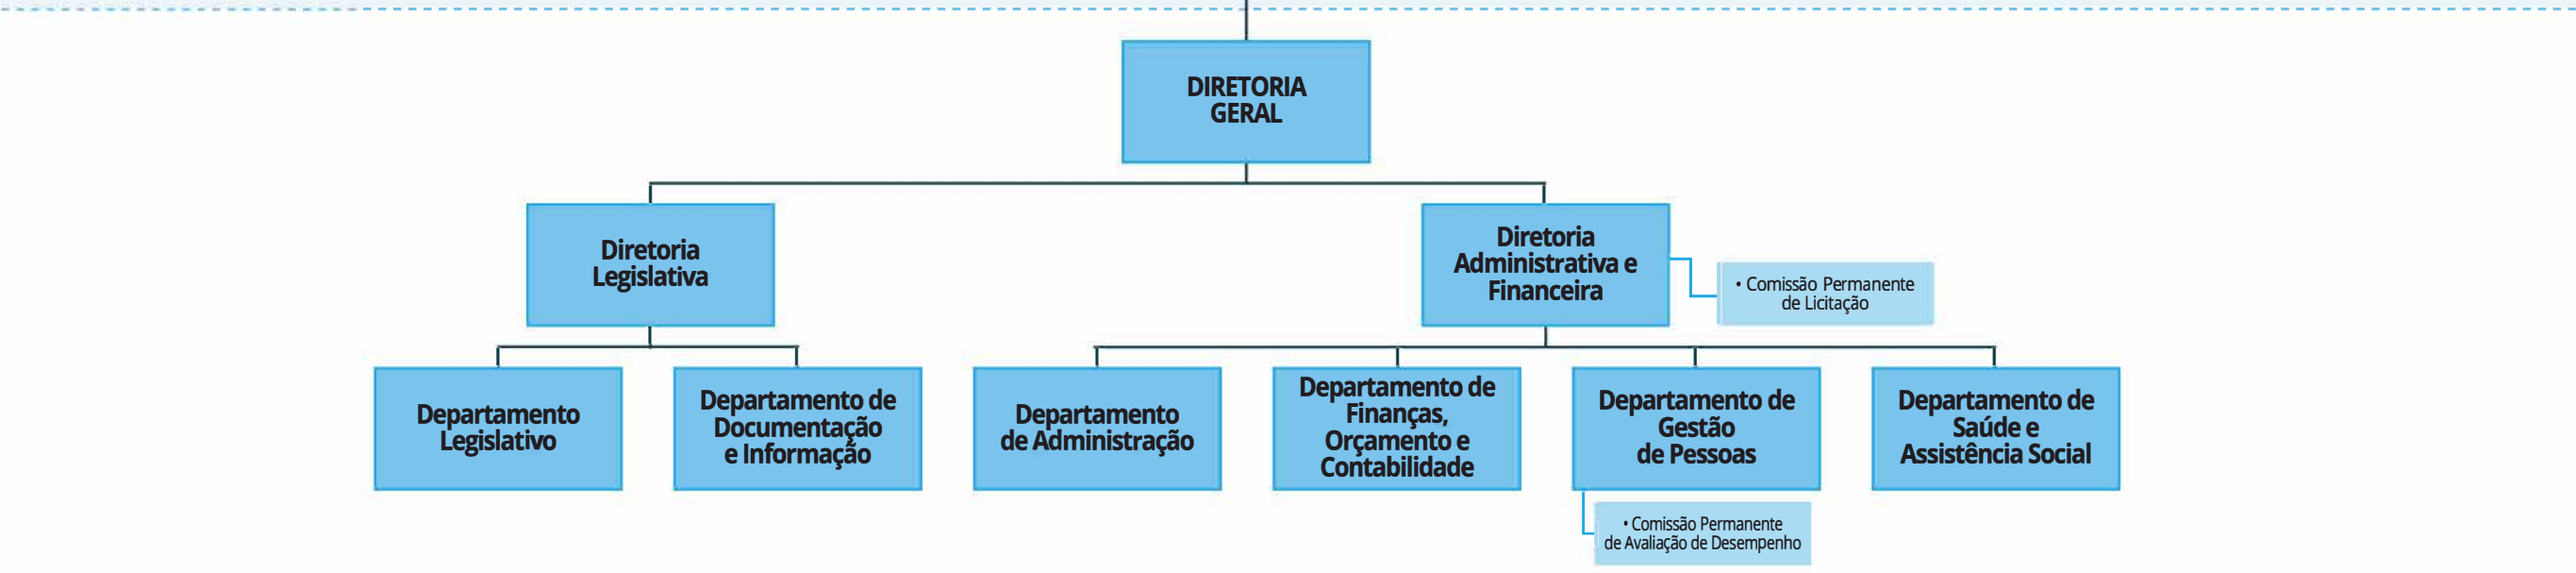 DIRETORIA
GERAL
Diretoria
Legislativa
Diretoria
Administrativa e
Financeira
• Comissão Permanente
de Licitação
Departamento
Legislativo
Departamento de
Documentação
e Informação
Departamento
de Administração
Departamento de
Finanças,
Orçamento e
Contabilidade
Departamento de
Gestão
de Pessoas
Departamento de
Saúde e
Assistência Social
• Comissão Permanente
de Avaliação de Desempenho